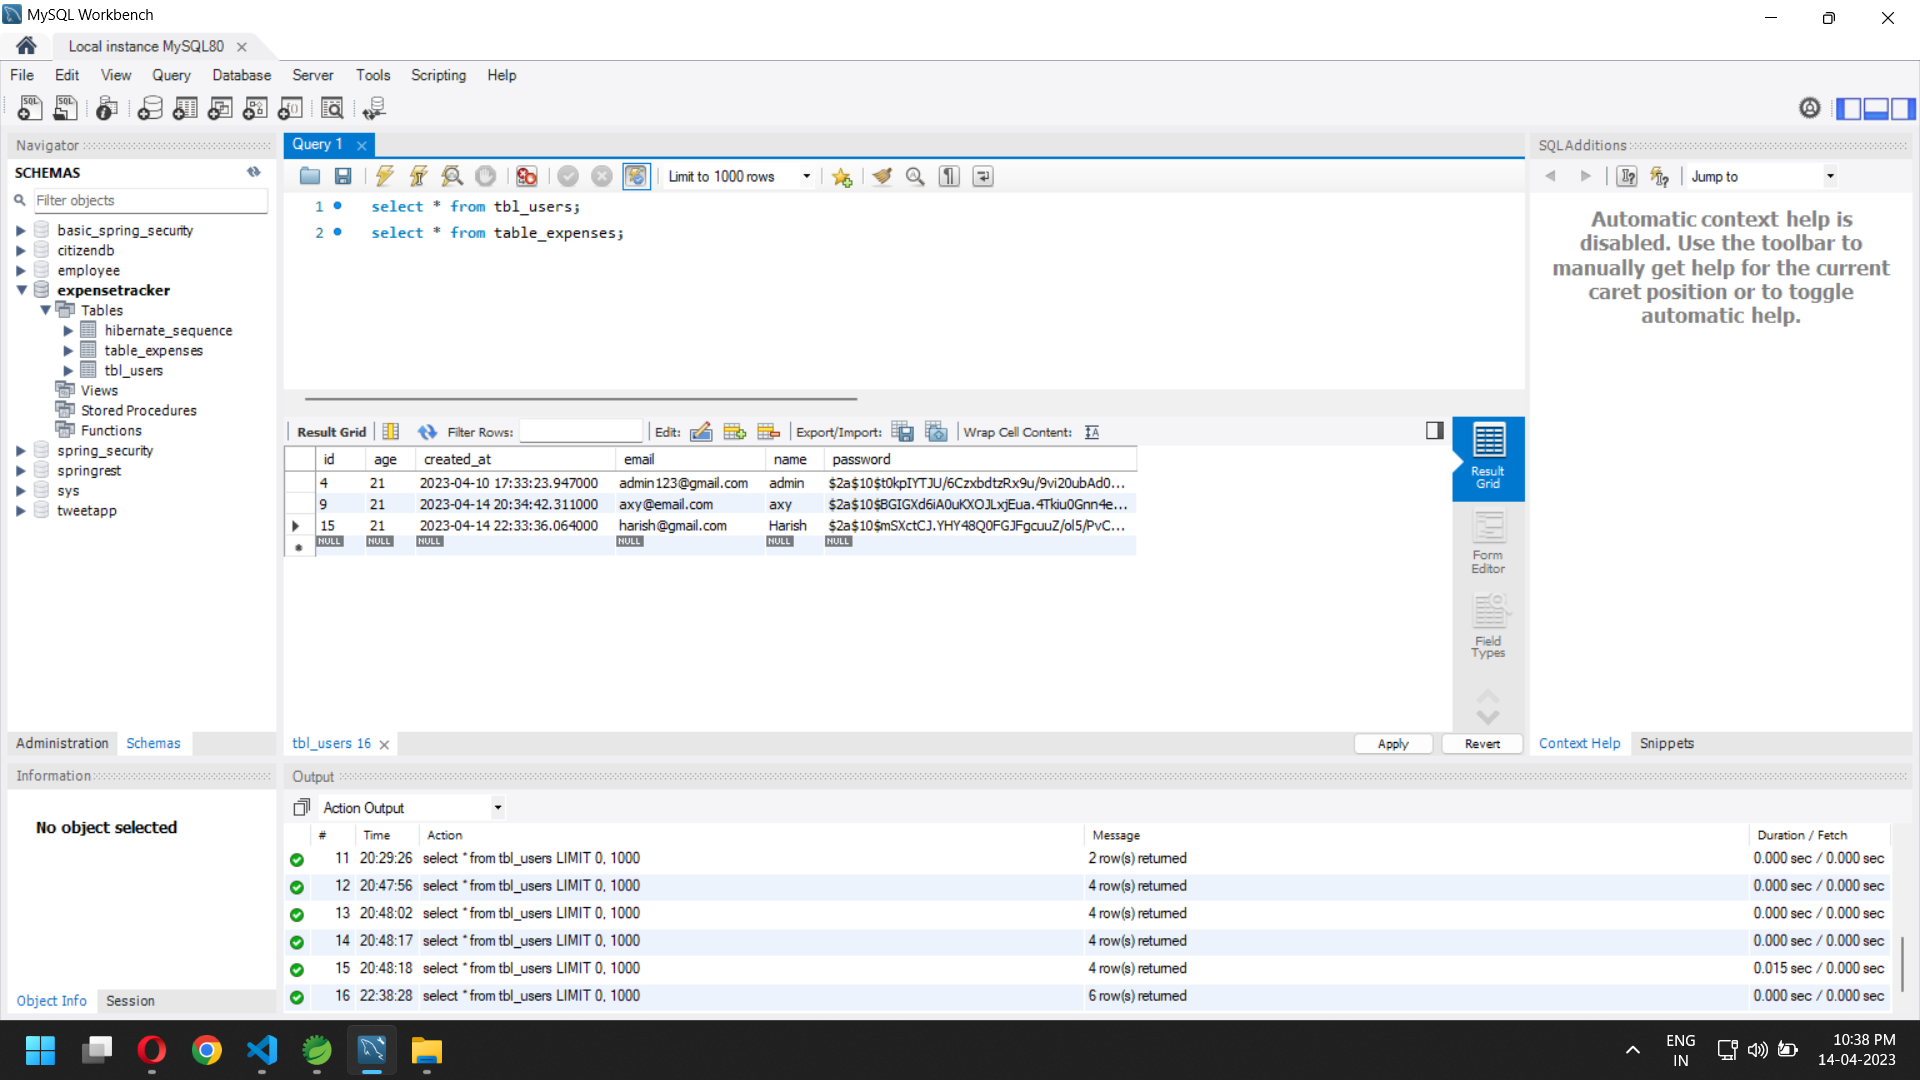 MySQL Workbench
Local instance MySQL80
File Edit View Query Database Server Tools Scripting Help
Navigator
SCHEMAS
Filter objects
basic_spring_security
citizendb
employee
expensetracker
Tables
hibernate_sequence
table_expenses
tbl_users
Views
Stored Procedures
Functions
spring_security
springrest
sys
tweetapp
Administration Schemas
Information
No object selected
Object Info Session
Query 1
Limit to 1000 rows
1 select * from tbl_users;
2 select * from table_expenses;
Result Grid Filter Rows: Edit: Export/Import: Wrap Cell Content:
id age created_at email name password
4 21 2023-04-10 17:33:23.947000 admin123@gmail.com admin $2a$10$t0kpIYTJU/6CzxbdtzRx9u/9vi20ubAd0...
9 21 2023-04-14 20:34:42.311000 axy@email.com axy $2a$10$BGIGXd6iA0uKXOJLxjEua.4Tkiu0Gnn4e...
15 21 2023-04-14 22:33:36.064000 harish@gmail.com Harish $2a$10$mSXctCJ.YHY48Q0FGJFgcuuZ/ol5/PvC...
NULL NULL NULL NULL NULL NULL
Result
Grid
Form
Editor
Field
Types
tbl_users 16
Apply Revert
SQLAdditions
Jump to
Automatic context help is
disabled. Use the toolbar to
manually get help for the current
caret position or to toggle
automatic help.
Context Help Snippets
Output
Action Output
# Time Action Message Duration / Fetch
11 20:29:26 select * from tbl_users LIMIT 0, 1000 2 row(s) returned 0.000 sec / 0.000 sec
12 20:47:56 select * from tbl_users LIMIT 0, 1000 4 row(s) returned 0.000 sec / 0.000 sec
13 20:48:02 select * from tbl_users LIMIT 0, 1000 4 row(s) returned 0.000 sec / 0.000 sec
14 20:48:17 select * from tbl_users LIMIT 0, 1000 4 row(s) returned 0.000 sec / 0.000 sec
15 20:48:18 select * from tbl_users LIMIT 0, 1000 4 row(s) returned 0.015 sec / 0.000 sec
16 22:38:28 select * from tbl_users LIMIT 0, 1000 6 row(s) returned 0.000 sec / 0.000 sec
ENG
IN
10:38 PM
14-04-2023